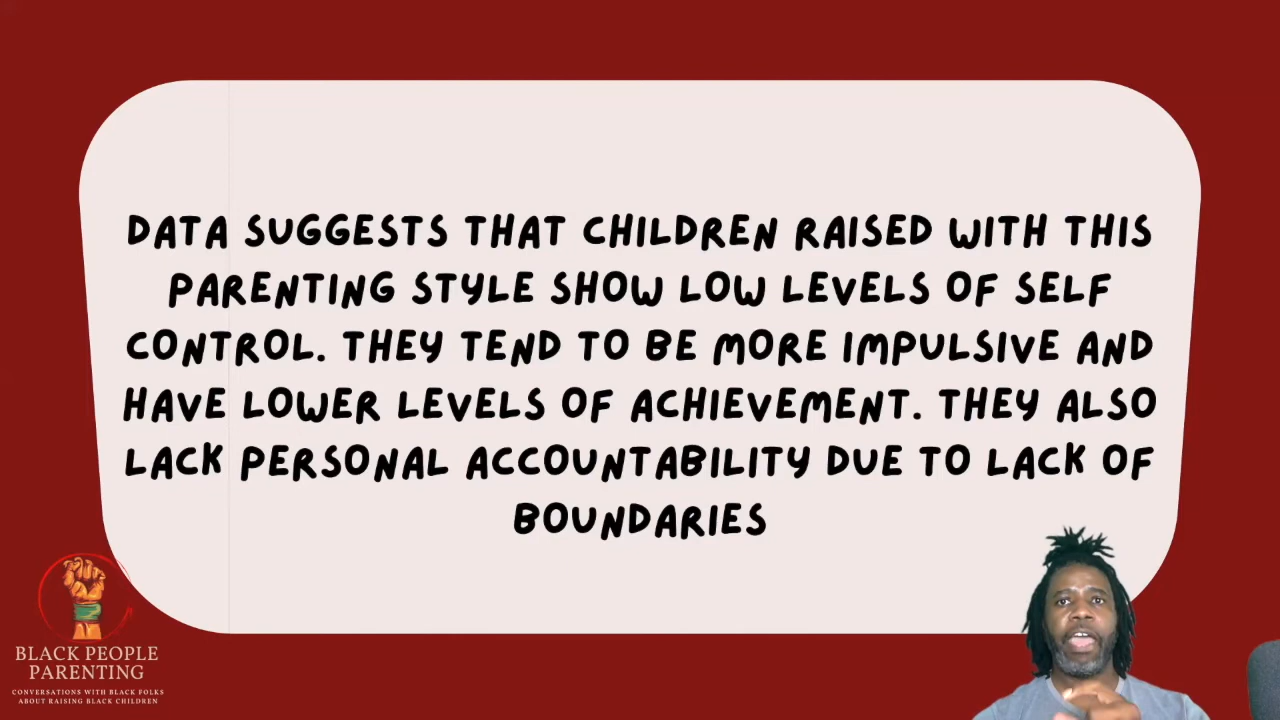 DATA SUGGESTS THAT CHILDREN RAISED WITH THIS
PARENTING STYLE SHOW LOW LEVELS OF SELF
CONTROL. THEY TEND TO BE MORE IMPULSIVE AND
HAVE LOWER LEVELS OF ACHIEVEMENT. THEY ALSO
LACK PERSONAL ACCOUNTABILITY DUE TO LACK OF
BOUNDARIES
BLACK PEOPLE
PARENTING
CONVERSATIONS WITH BLACK FOLKS
ABOUT RAISING BLACK CHILDREN